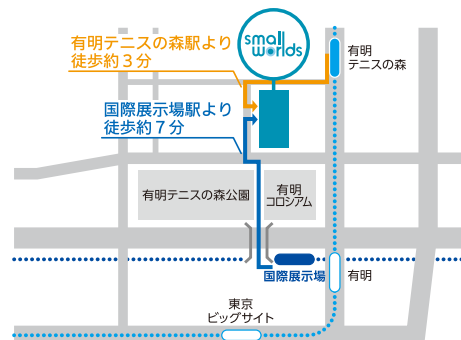 small
worlds
有明テニスの森駅より
徒歩約3分
有明
テニスの森
国際展示場駅より
徒歩約7分
有明テニスの森公園
有明
コロシアム
国際展示場
有明
東京
ビッグサイト